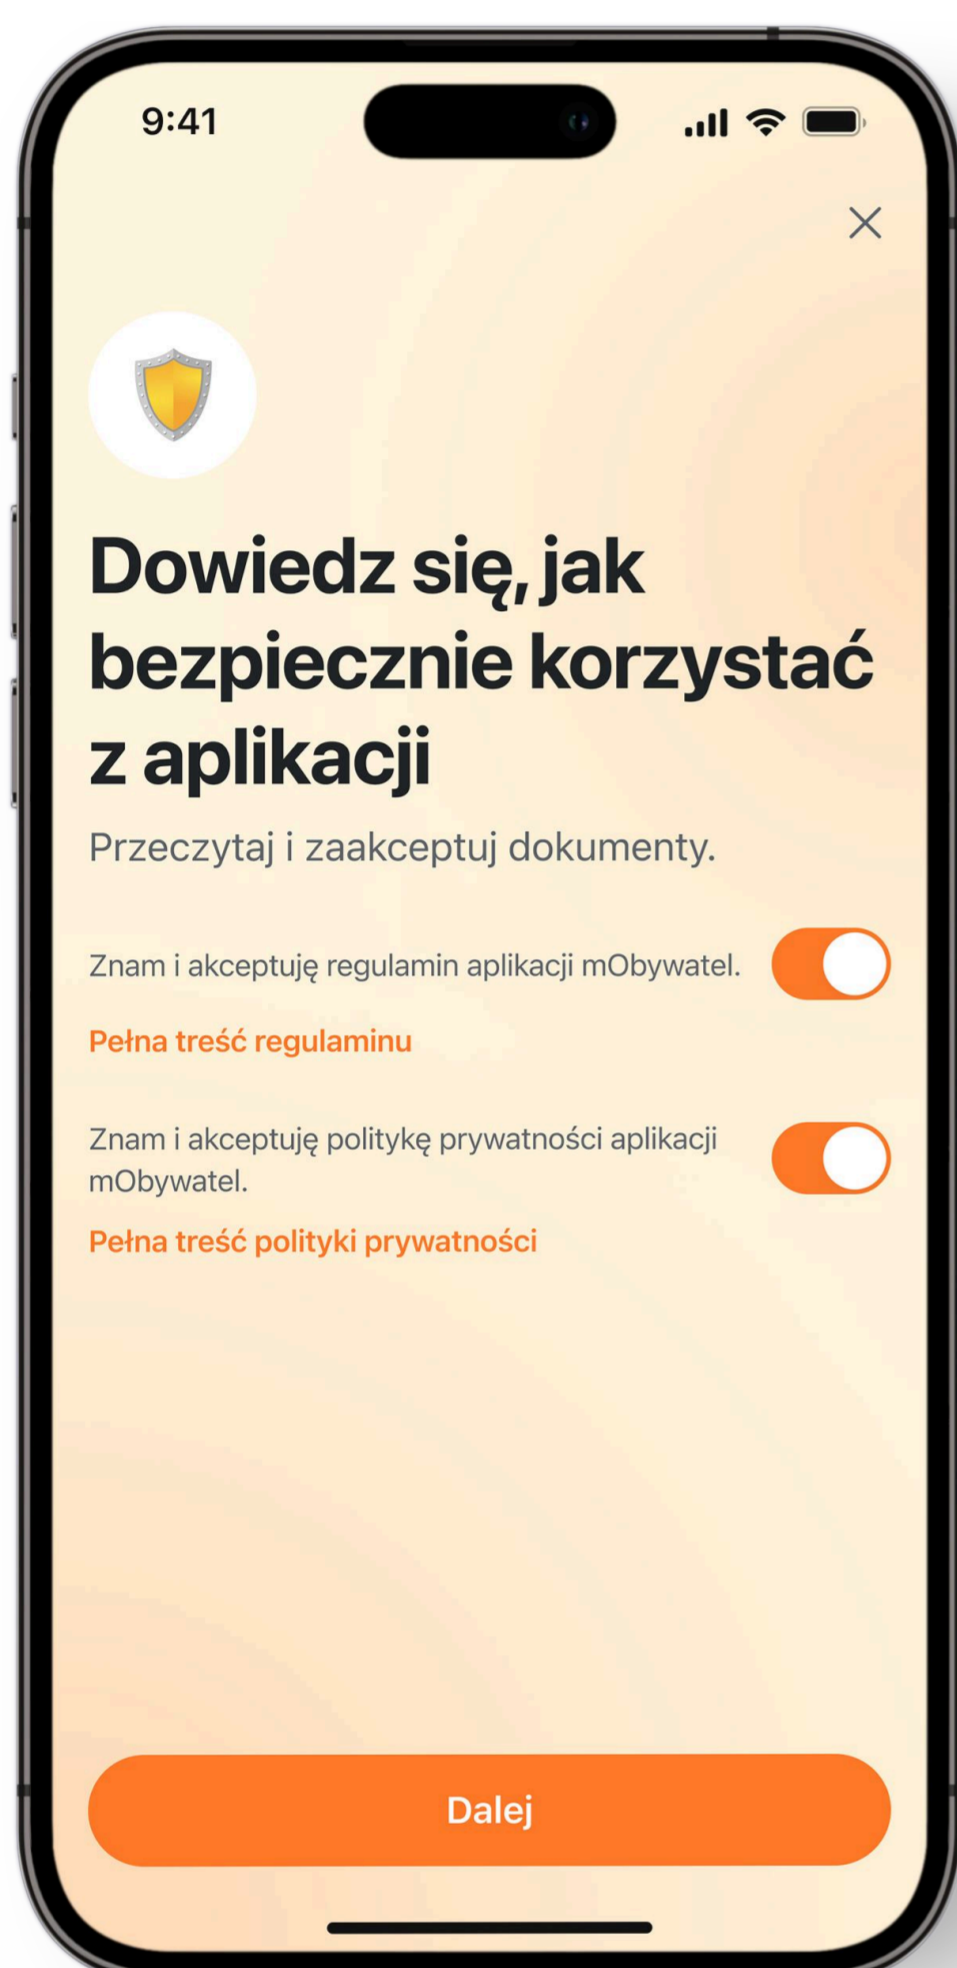 9:41
Dowiedz się, jak
bezpiecznie korzystać
z aplikacji
Przeczytaj i zaakceptuj dokumenty.
Znam i akceptuję regulamin aplikacji mObywatel.
Pełna treść regulaminu
Znam i akceptuję politykę prywatności aplikacji
mObywatel.
Pełna treść polityki prywatności
Dalej